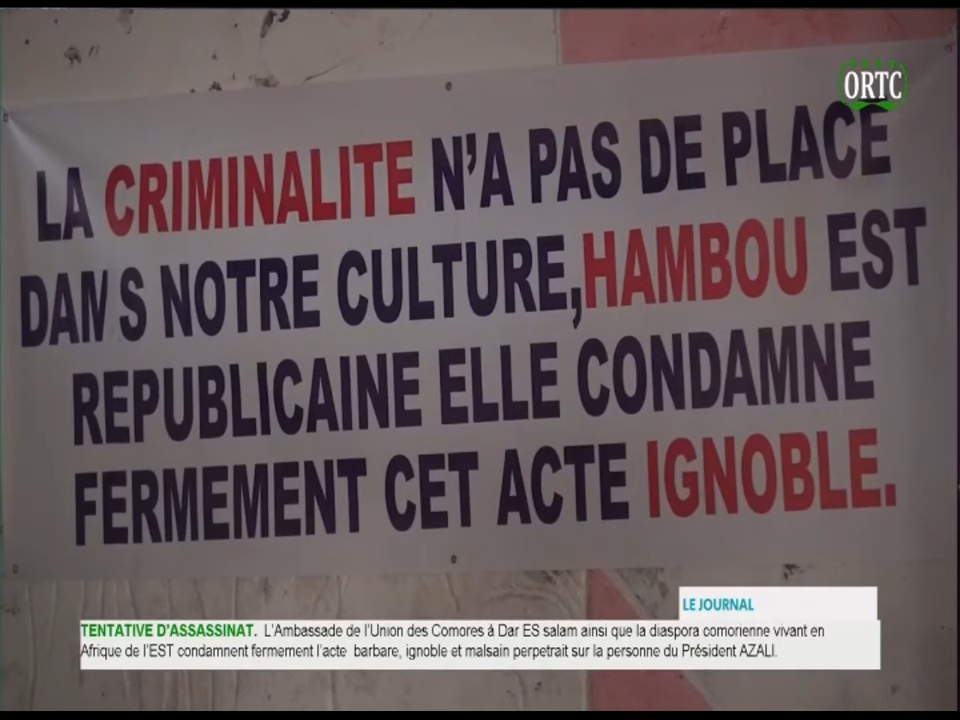 ORTC
LA CRIMINALITE N'A PAS DE PLACE
DANS NOTRE CULTURE,HAMBOU EST
REPUBLICAINE ELLE CONDAMNE
FERMEMENT CET ACTE IGNOBLE.
LE JOURNAL
TENTATIVE D'ASSASSINAT. L'Ambassade de l'Union des Comores à Dar ES salam ainsi que la diaspora comorienne vivant en
Afrique de l'EST condamnent fermement l'acte barbare, ignoble et malsain perpetrait sur la personne du Président AZALI.